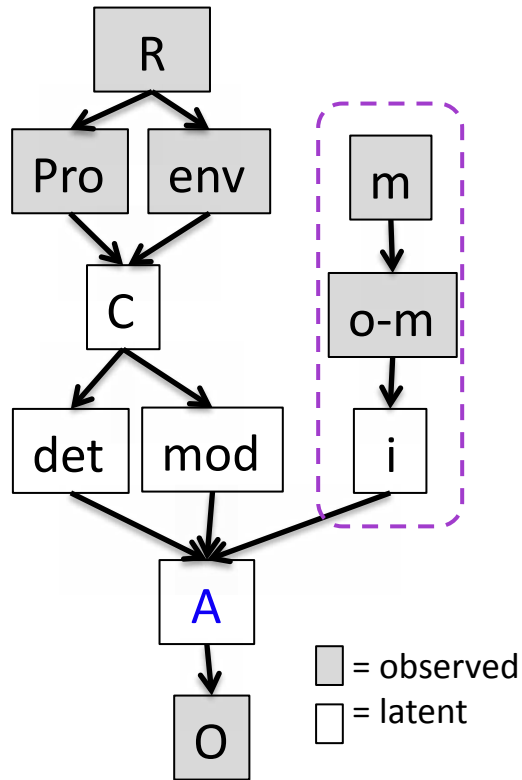 R
Pro
env
m
C
o-m
det
mod
i
A
O
= observed
= latent